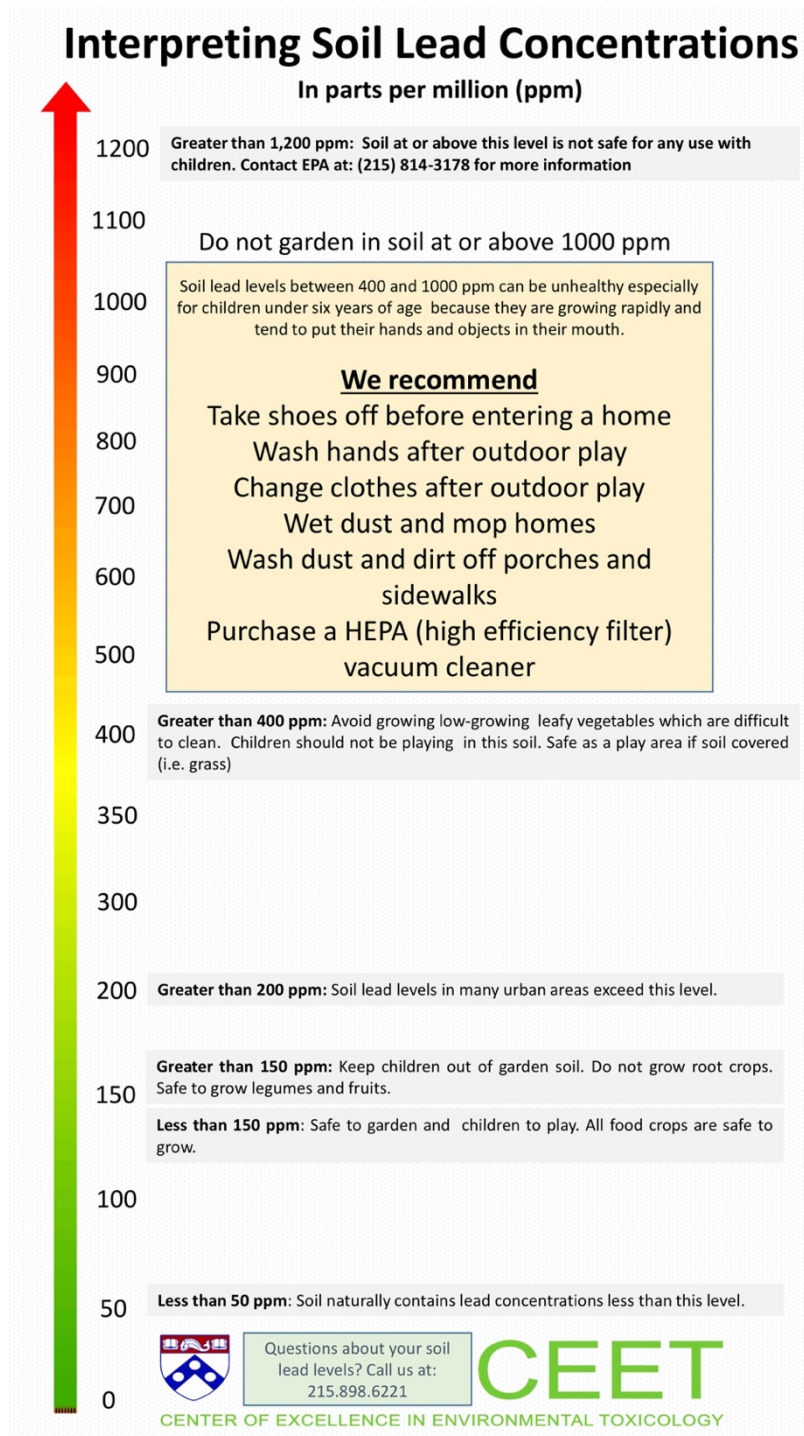 Interpreting Soil Lead Concentrations
In parts per million (ppm)
1200
Greater than 1,200 ppm: Soil at or above this level is not safe for any use with
children. Contact EPA at: (215) 814-3178 for more information
1100
Do not garden in soil at or above 1000 ppm
Soil lead levels between 400 and 1000 ppm can be unhealthy especially
for children under six years of age because they are growing rapidly and
tend to put their hands and objects in their mouth.
1000
900
We recommend
Take shoes off before entering a home
800
Wash hands after outdoor play
Change clothes after outdoor play
700
Wet dust and mop homes
Wash dust and dirt off porches and
600
sidewalks
Purchase a HEPA (high efficiency filter)
500
vacuum cleaner
400
Greater than 400 ppm: Avoid growing low-growing leafy vegetables which are difficult
to clean. Children should not be playing in this soil. Safe as a play area if soil covered
(i.e. grass)
350
300
200
Greater than 200 ppm: Soil lead levels in many urban areas exceed this level.
Greater than 150 ppm: Keep children out of garden soil. Do not grow root crops.
Safe to grow legumes and fruits.
150
Less than 150 ppm: Safe to garden and children to play. All food crops are safe to
grow.
100
50
Less than 50 ppm: Soil naturally contains lead concentrations less than this level.
Questions about your soil
lead levels? Call us at:
215.898.6221
CEET
0
CENTER OF EXCELLENCE IN ENVIRONMENTAL TOXICOLOGY